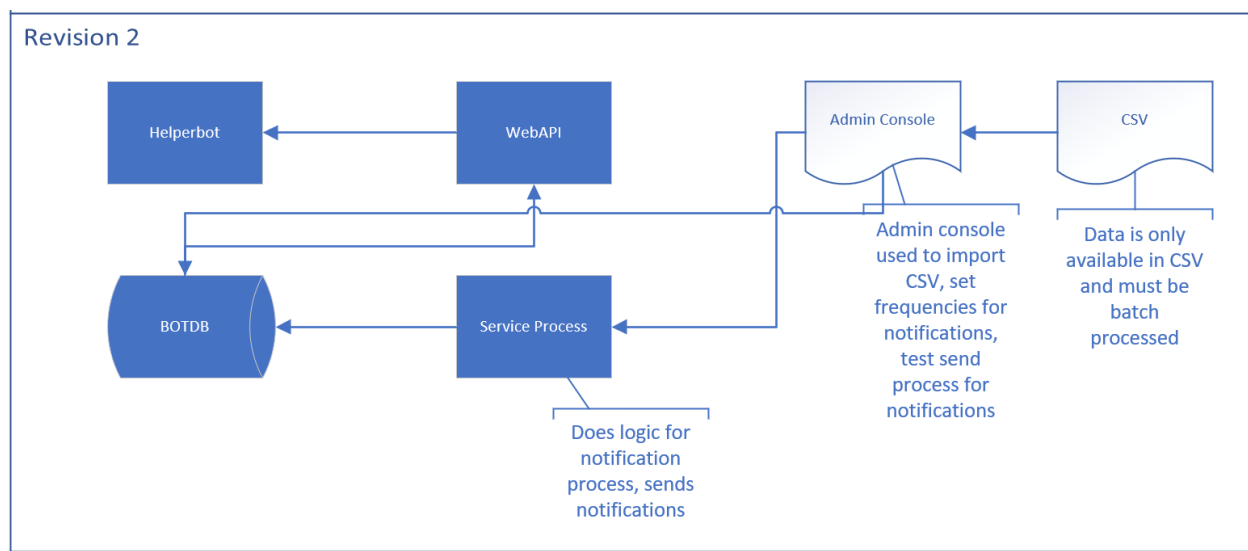 Revision 2
Helperbot
WebAPI
Admin Console
CSV
BOTDB
Service Process
Admin console
used to import
CSV, set
frequencies for
notifications,
test send
process for
notifications
Data is only
available in CSV
and must be
batch
processed
Does logic for
notification
process, sends
notifications